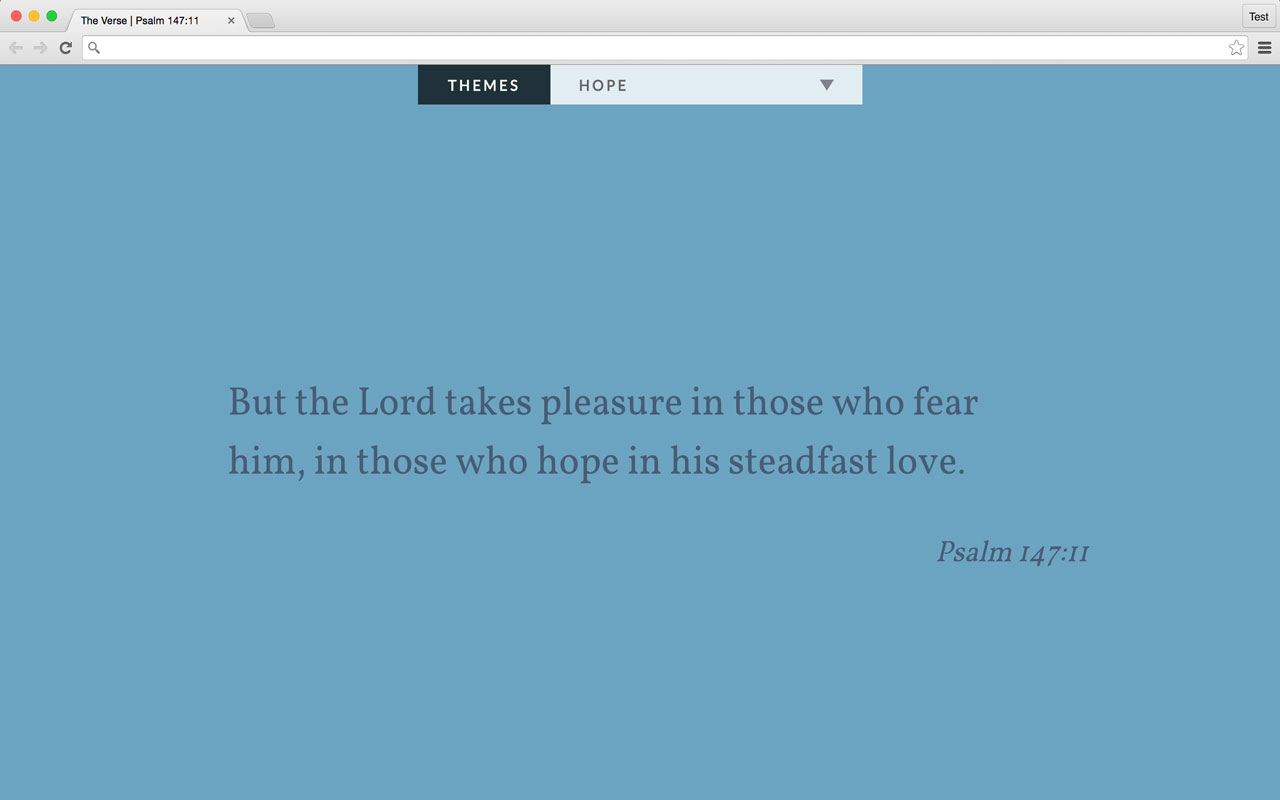 The Verse | Psalm 147:11
Test
THEMES HOPE
But the Lord takes pleasure in those who fear
him, in those who hope in his steadfast love.
Psalm 147:11